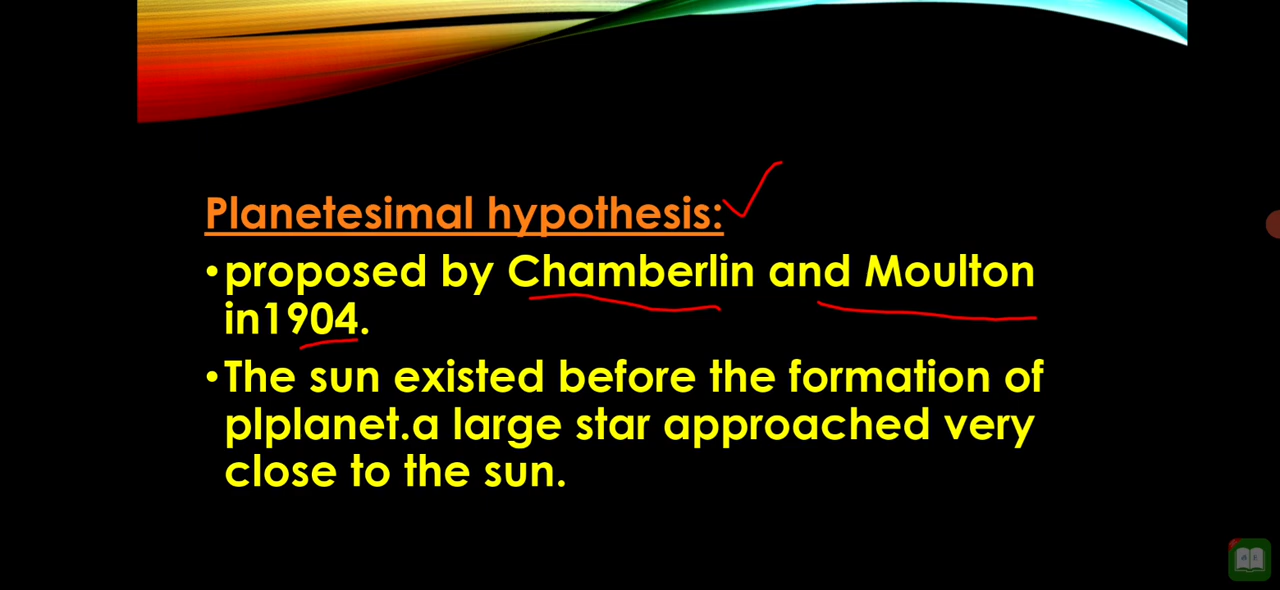 Planetesimal hypothesis:
•proposed by Chamberlin and Moulton
in1904.
•The sun existed before the formation of
plplanet.a large star approached very
close to the sun.